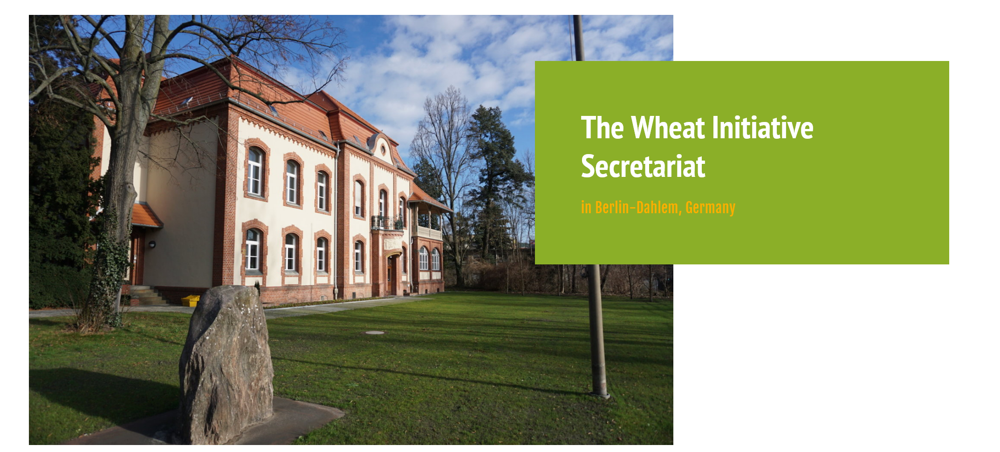 The Wheat Initiative
Secretariat
in Berlin-Dahlem, Germany